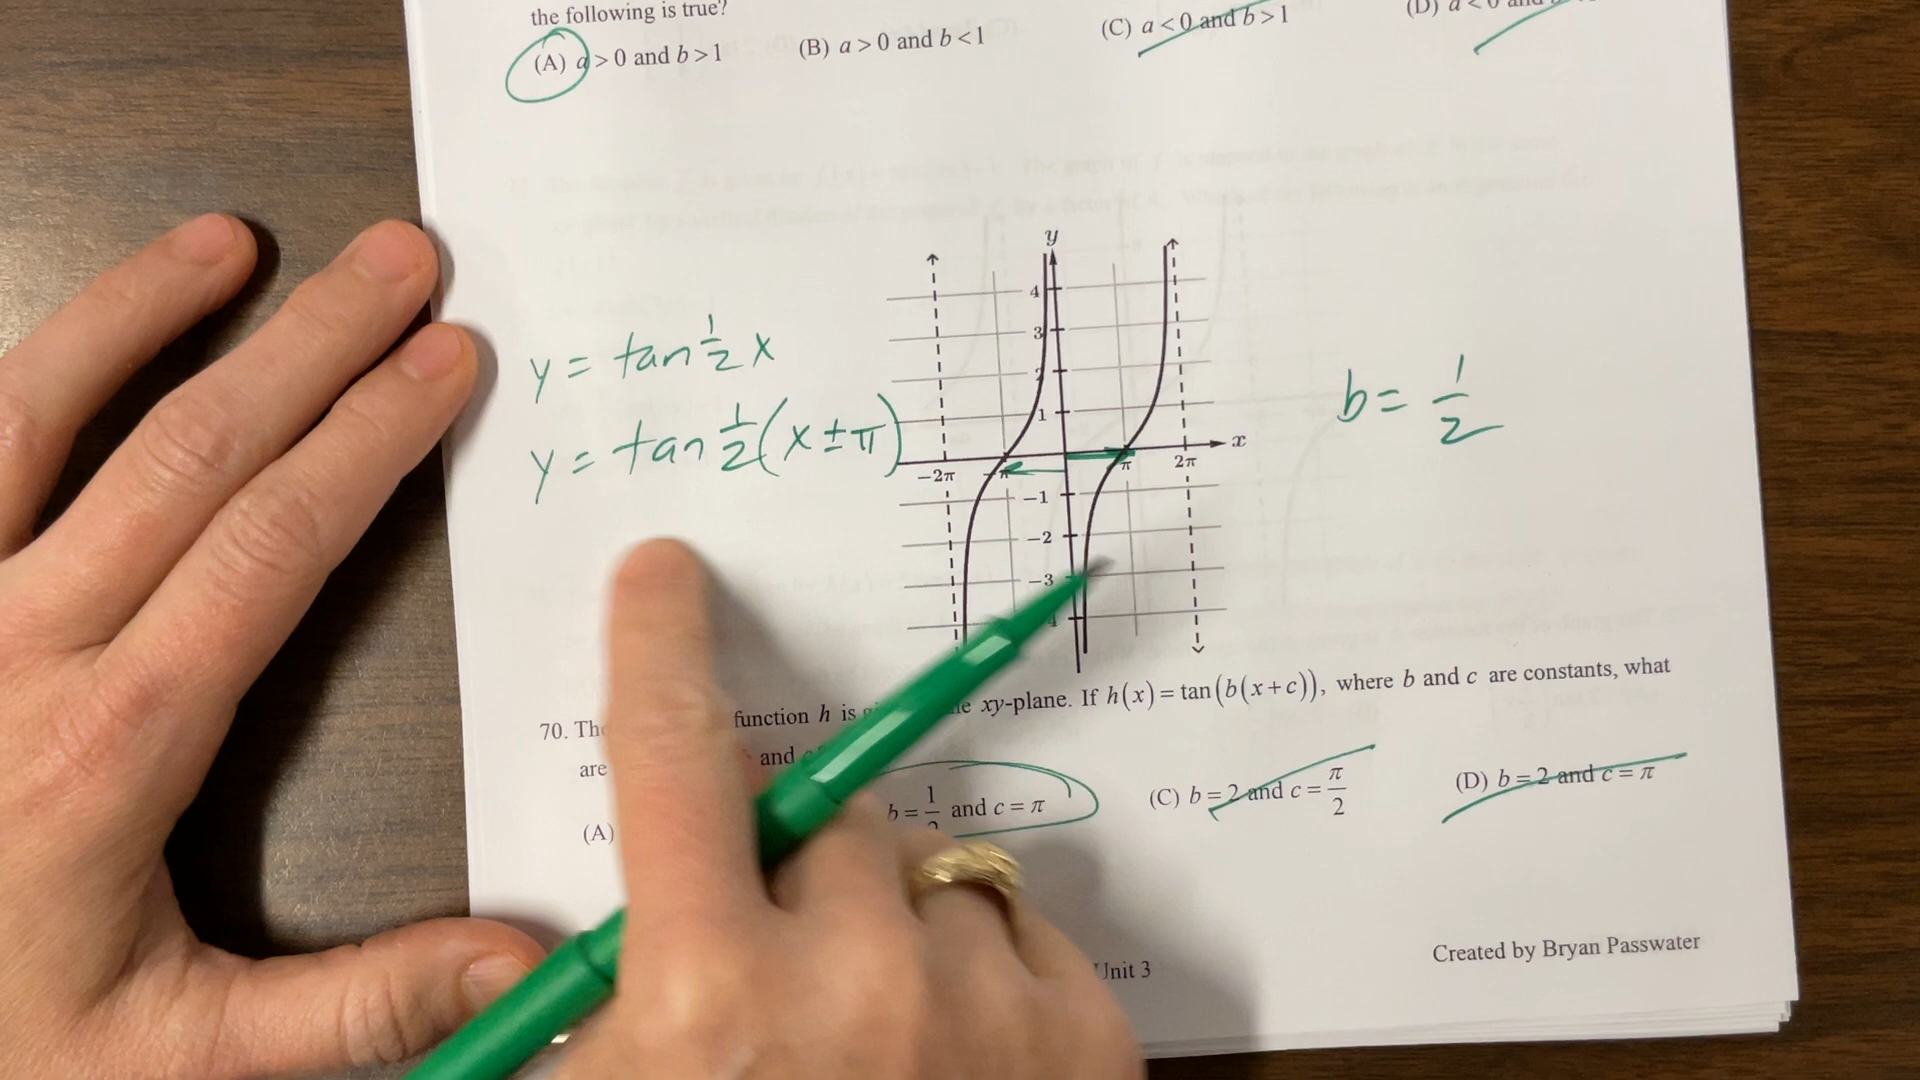 the following is true?
(A) a > 0 and b > 1 (B) a > 0 and b < 1 (C) a < 0 and b > 1 (D) a < 0 and
y
4
3
2
1
x
-2π -π π 2π
-1
-2
-3
4
y = tan 1/2 x
y = tan 1/2 (x ± π)
b = 1/2
70. The function h is xy-plane. If h(x) = tan(b(x+c)), where b and c are constants, what
are and
(A) b = 1/2 and c = π (C) b = 2 and c = π/2 (D) b = 2 and c = π
Unit 3
Created by Bryan Passwater